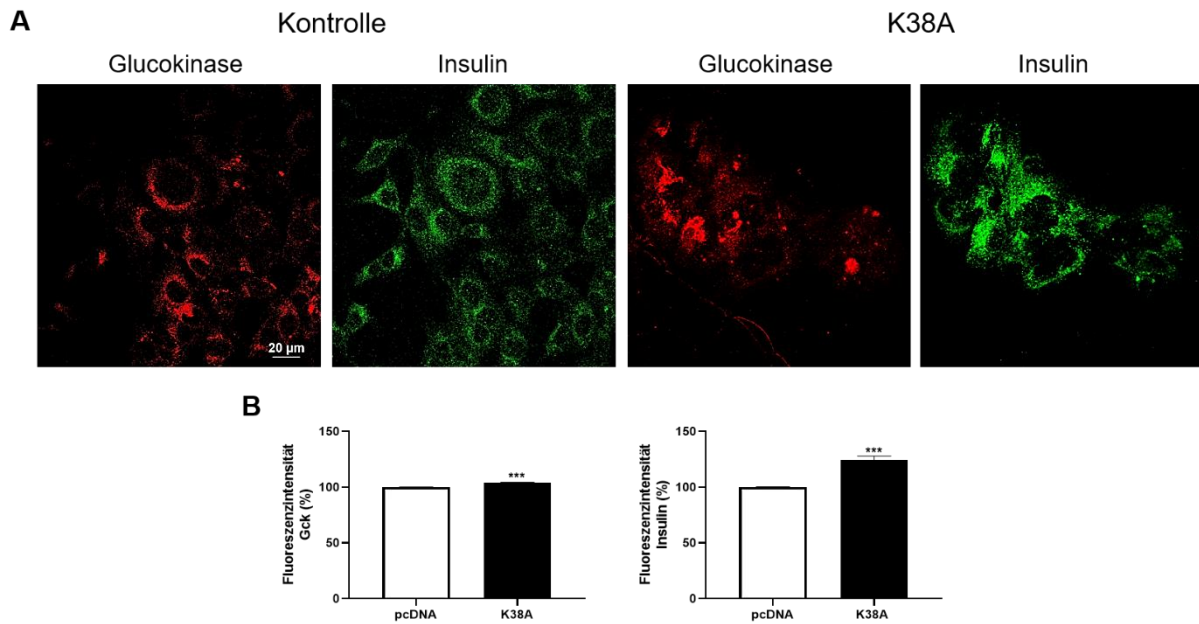 A
Kontrolle
K38A
Glucokinase
Insulin
Glucokinase
Insulin
20 µm
B
Fluoreszenzintensität
Gck (%)
150
100
50
0
***
pcDNA
K38A
Fluoreszenzintensität
Insulin (%)
150
100
50
0
***
pcDNA
K38A